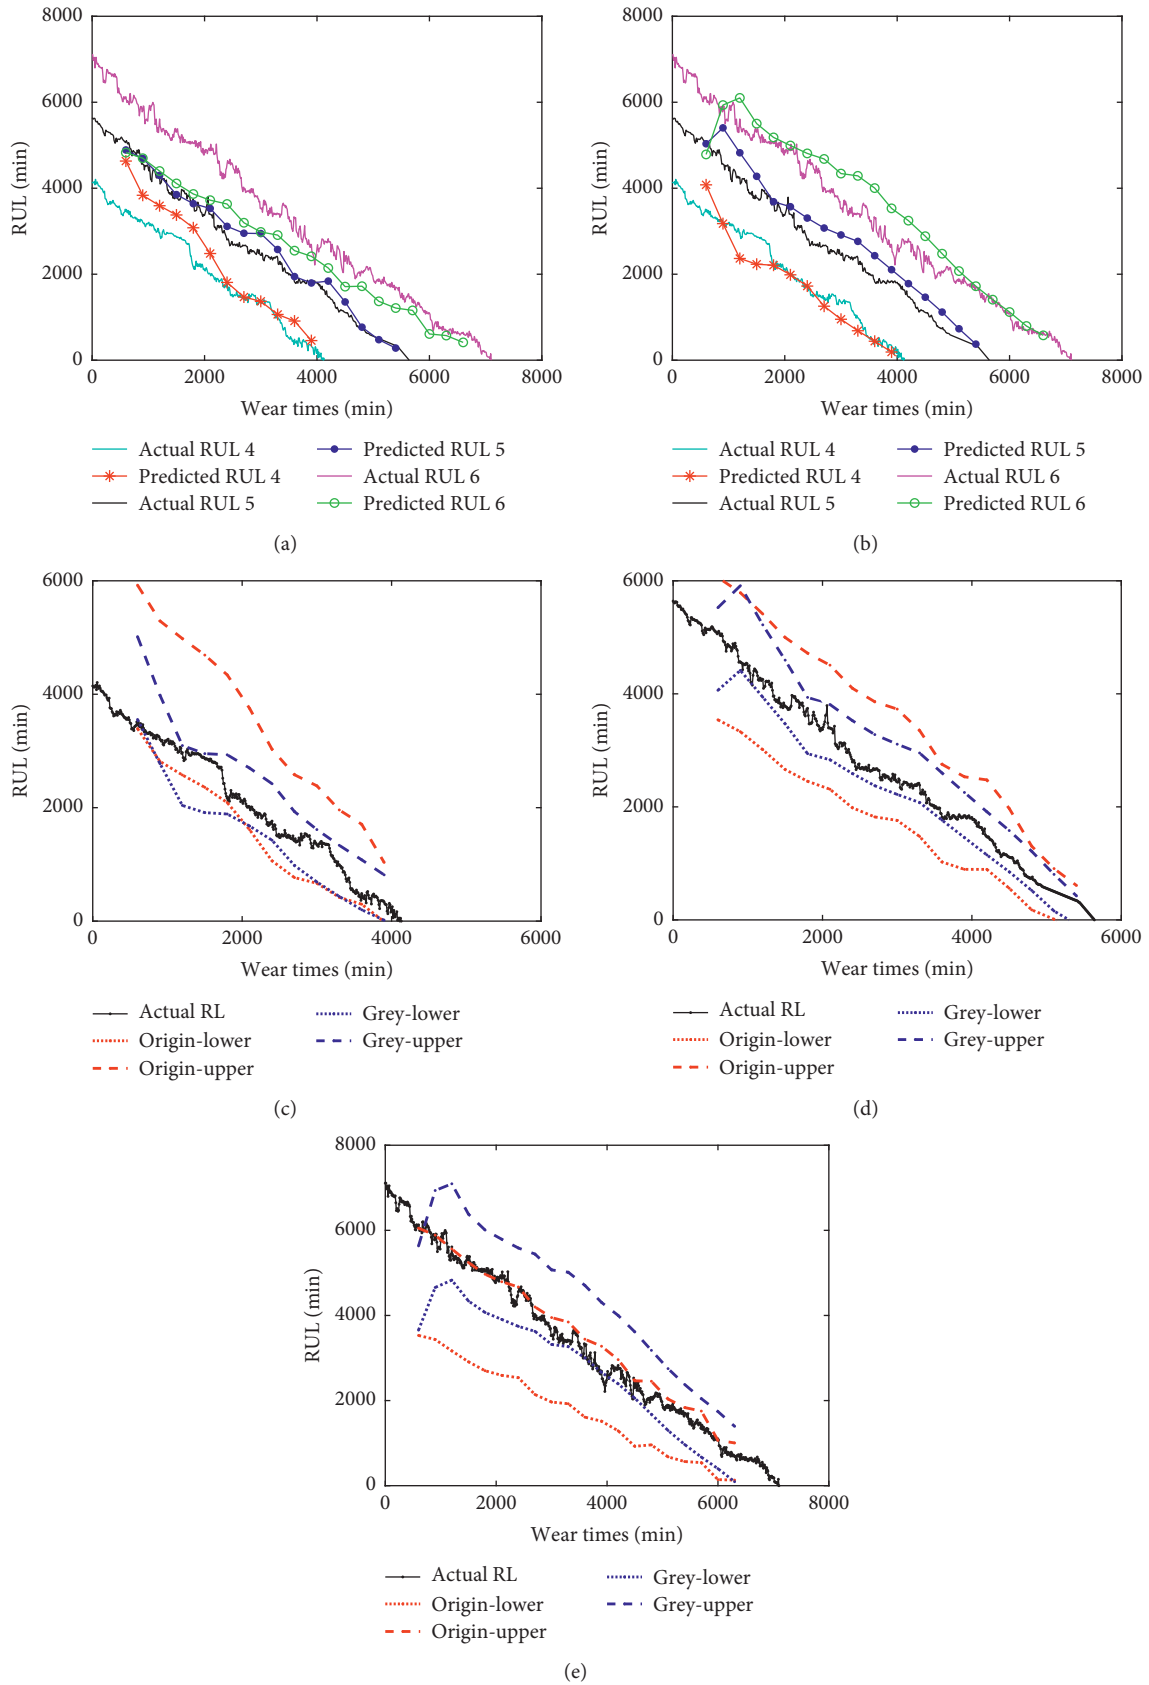 8000
6000
4000
2000
0
RUL (min)
0 2000 4000 6000 8000
Wear times (min)
Actual RUL 4
Predicted RUL 4
Actual RUL 5
Predicted RUL 5
Actual RUL 6
Predicted RUL 6
(a)
8000
6000
4000
2000
0
RUL (min)
0 2000 4000 6000 8000
Wear times (min)
Actual RUL 4
Predicted RUL 4
Actual RUL 5
Predicted RUL 5
Actual RUL 6
Predicted RUL 6
(b)
6000
4000
2000
0
RUL (min)
0 2000 4000 6000
Wear times (min)
Actual RL
Origin-lower
Origin-upper
Grey-lower
Grey-upper
(c)
6000
4000
2000
0
RUL (min)
0 2000 4000 6000
Wear times (min)
Actual RL
Origin-lower
Origin-upper
Grey-lower
Grey-upper
(d)
8000
6000
4000
2000
0
RUL (min)
0 2000 4000 6000 8000
Wear times (min)
Actual RL
Origin-lower
Origin-upper
Grey-lower
Grey-upper
(e)